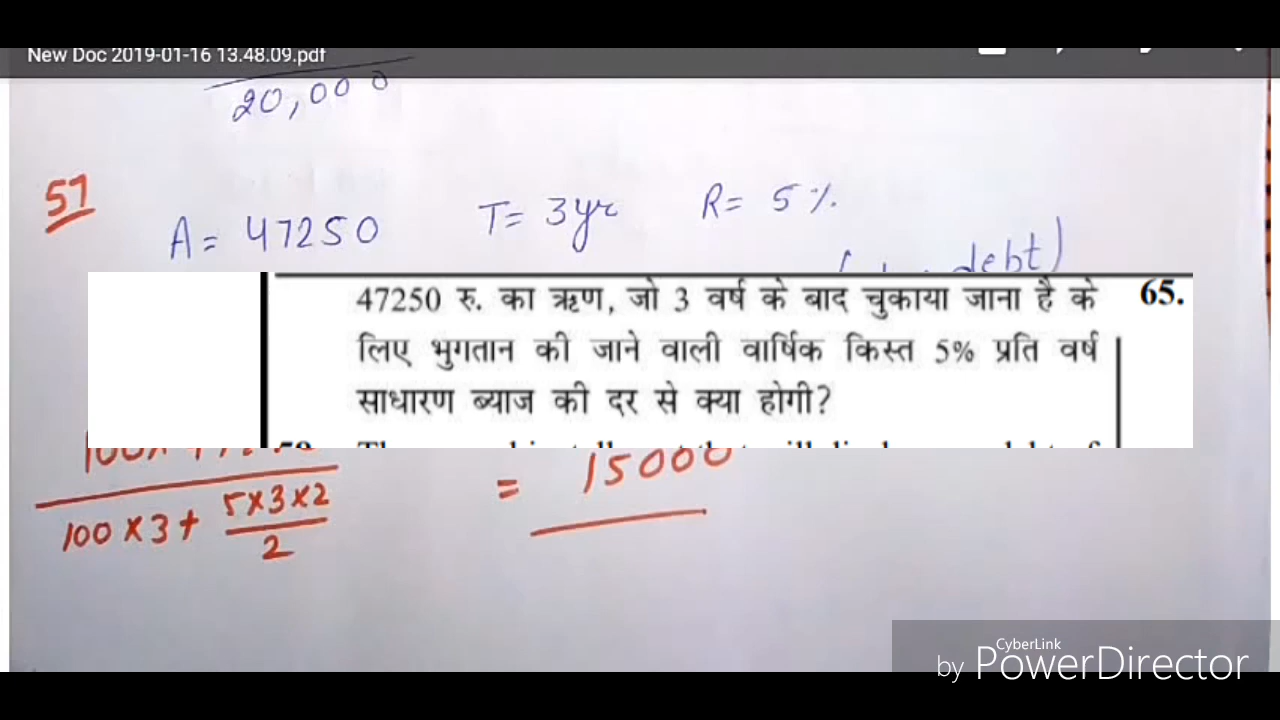 New Doc 2019-01-16 13.48.09.pdf
20,000
57
A = 47250 T= 3yr R= 5%
debt)
47250 रु. का ऋण, जो 3 वर्ष के बाद चुकाया जाना है के 65.
लिए भुगतान की जाने वाली वार्षिक किस्त 5% प्रति वर्ष
साधारण ब्याज की दर से क्या होगी?
= 15000
100 × 3 + 5×3×2
2
CyberLink
by PowerDirector